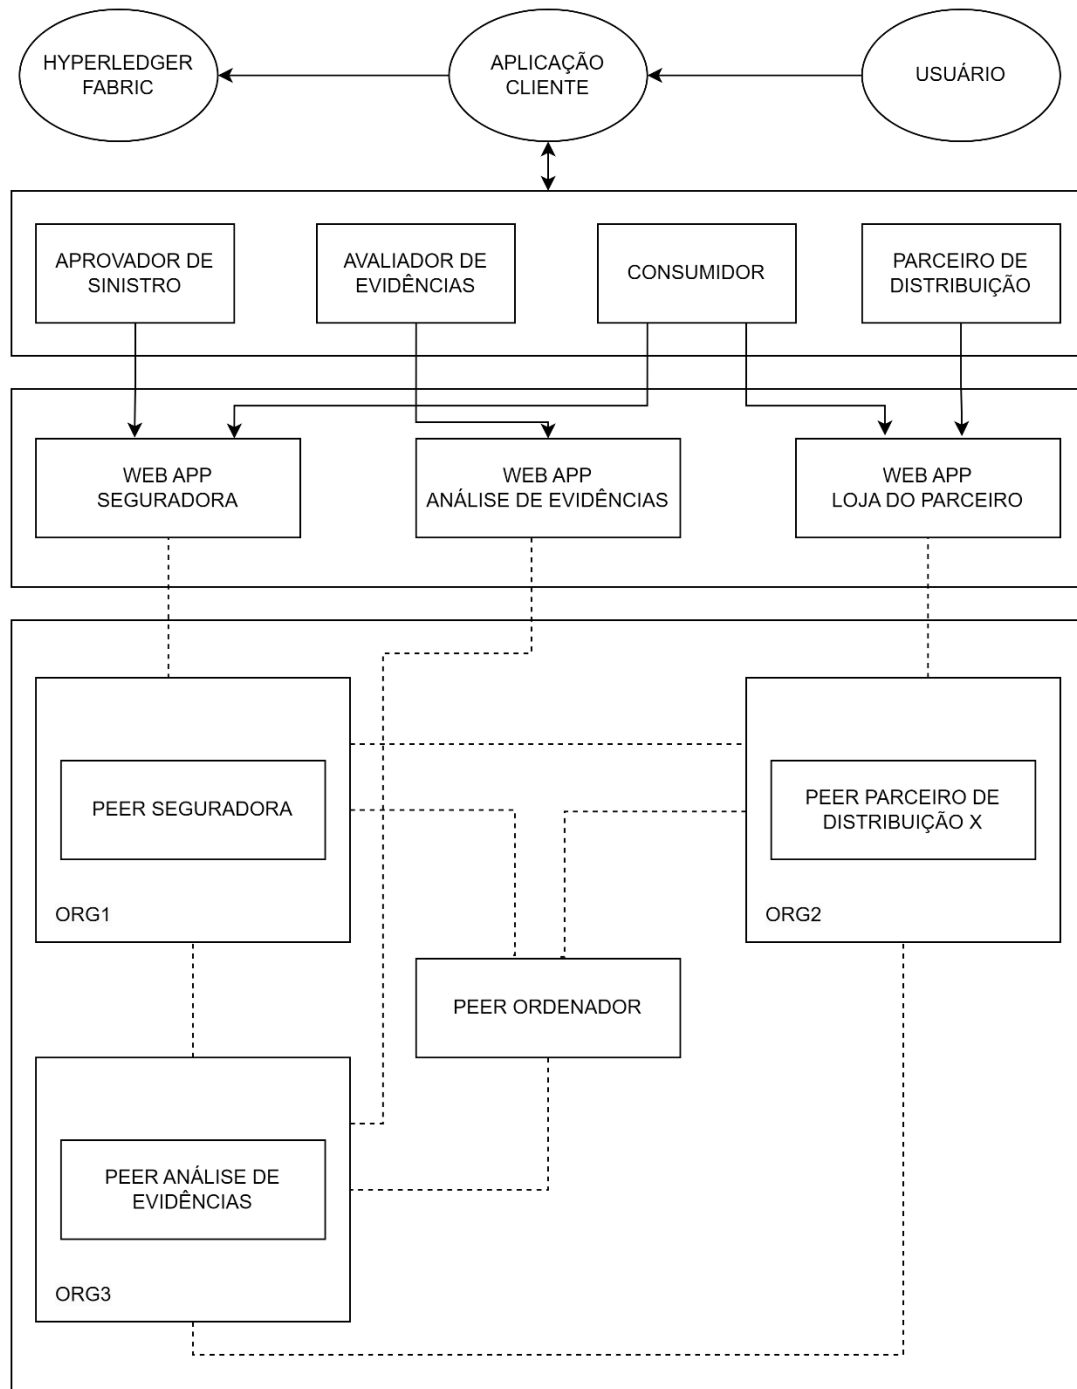 HYPERLEDGER
FABRIC
APLICAÇÃO
CLIENTE
USUÁRIO
APROVADOR DE
SINISTRO
AVALIADOR DE
EVIDÊNCIAS
CONSUMIDOR
PARCEIRO DE
DISTRIBUIÇÃO
WEB APP
SEGURADORA
WEB APP
ANÁLISE DE EVIDÊNCIAS
WEB APP
LOJA DO PARCEIRO
PEER SEGURADORA
ORG1
PEER PARCEIRO DE
DISTRIBUIÇÃO X
ORG2
PEER ORDENADOR
PEER ANÁLISE DE
EVIDÊNCIAS
ORG3